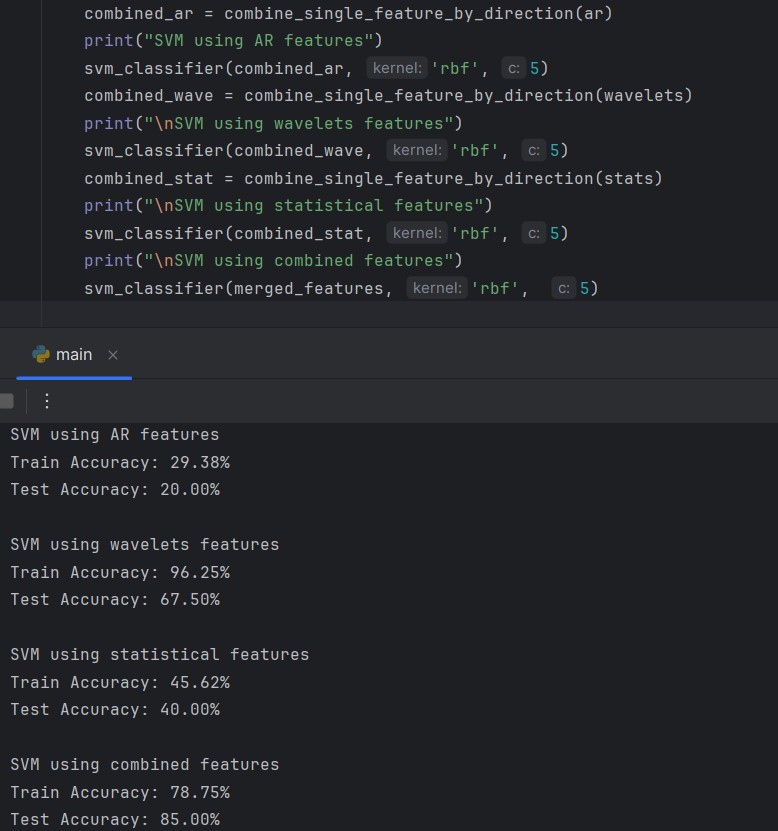 combined_ar = combine_single_feature_by_direction(ar)
print("SVM using AR features")
svm_classifier(combined_ar, kernel: 'rbf', c: 5)
combined_wave = combine_single_feature_by_direction(wavelets)
print("\nSVM using wavelets features")
svm_classifier(combined_wave, kernel: 'rbf', c: 5)
combined_stat = combine_single_feature_by_direction(stats)
print("\nSVM using statistical features")
svm_classifier(combined_stat, kernel: 'rbf', c: 5)
print("\nSVM using combined features")
svm_classifier(merged_features, kernel: 'rbf', c: 5)
main
SVM using AR features
Train Accuracy: 29.38%
Test Accuracy: 20.00%
SVM using wavelets features
Train Accuracy: 96.25%
Test Accuracy: 67.50%
SVM using statistical features
Train Accuracy: 45.62%
Test Accuracy: 40.00%
SVM using combined features
Train Accuracy: 78.75%
Test Accuracy: 85.00%